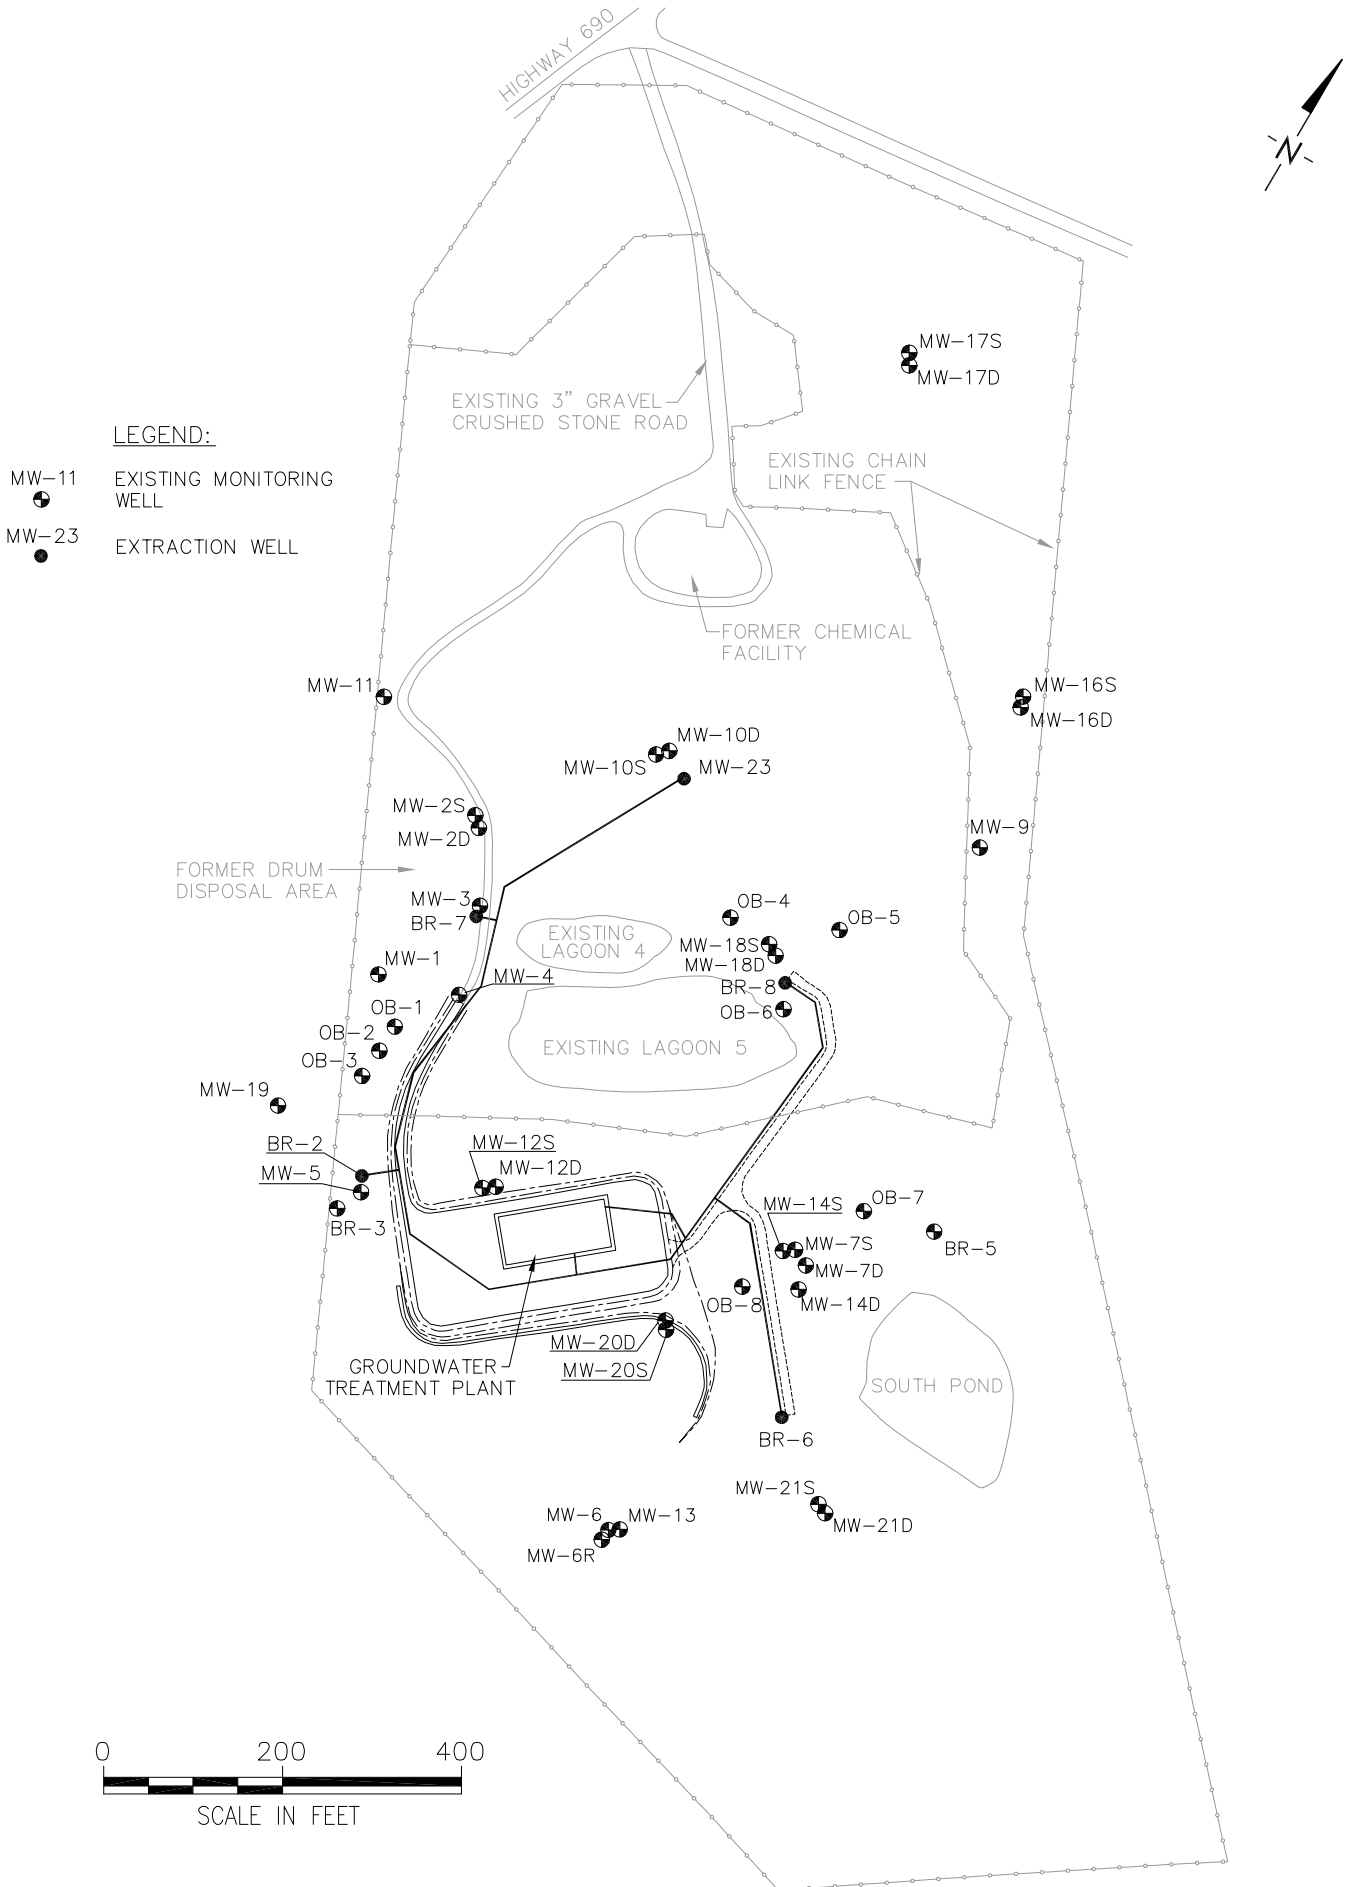 HIGHWAY 690
N
MW-17S
MW-17D
EXISTING 3" GRAVEL
CRUSHED STONE ROAD
LEGEND:
MW-11
EXISTING MONITORING
WELL
MW-23
EXTRACTION WELL
EXISTING CHAIN
LINK FENCE
FORMER CHEMICAL
FACILITY
MW-11
MW-16S
MW-16D
MW-10D
MW-10S
MW-23
MW-2S
MW-2D
MW-9
FORMER DRUM
DISPOSAL AREA
MW-3
BR-7
OB-4
OB-5
EXISTING
LAGOON 4
MW-18S
MW-18D
MW-1
MW-4
BR-8
OB-1
OB-6
OB-2
EXISTING LAGOON 5
OB-3
MW-19
BR-2
MW-12S
MW-5
MW-12D
MW-14S
OB-7
BR-3
MW-7S
BR-5
MW-7D
OB-8
MW-14D
MW-20D
MW-20S
GROUNDWATER
TREATMENT PLANT
SOUTH POND
BR-6
MW-21S
MW-6
MW-13
MW-21D
MW-6R
0
200
400
SCALE IN FEET